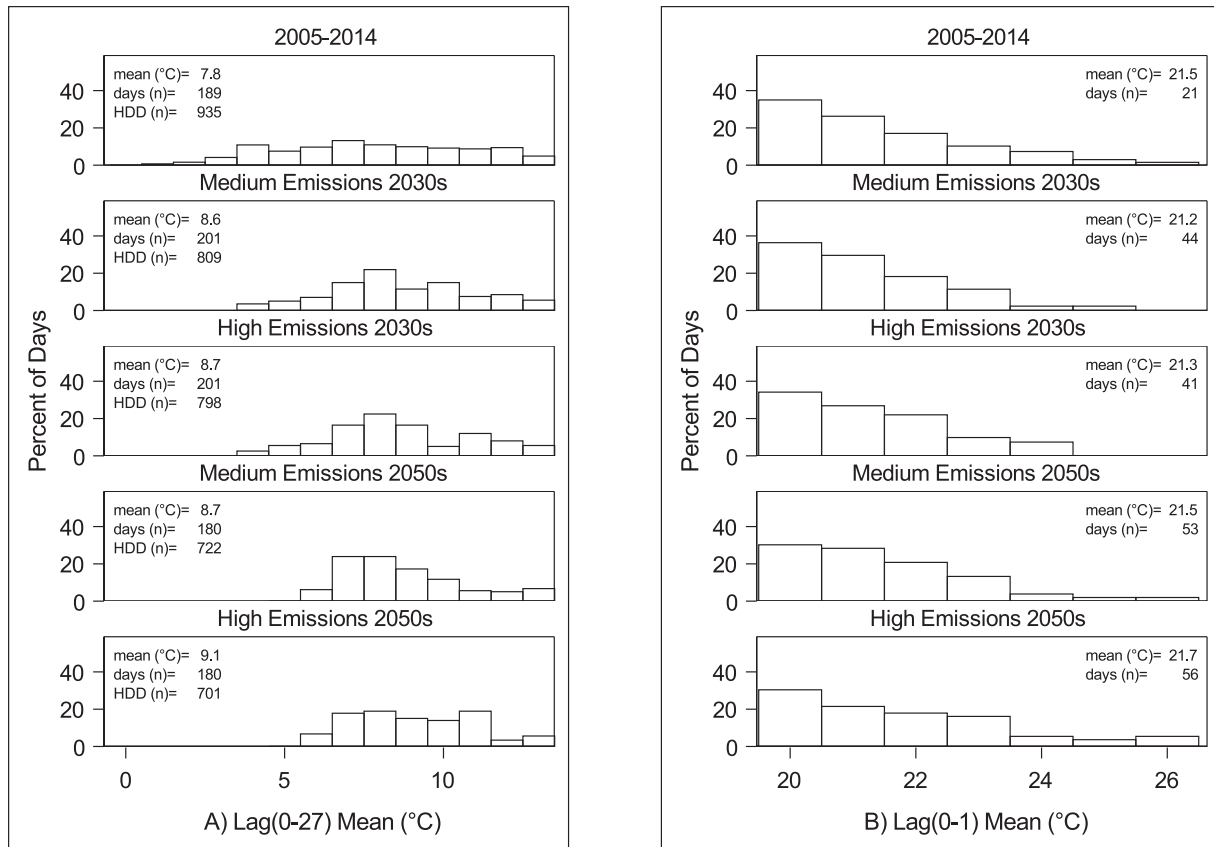 2005-2014
mean (°C)= 7.8
days (n)= 189
HDD (n)= 935
40
20
0
Medium Emissions 2030s
mean (°C)= 8.6
days (n)= 201
HDD (n)= 809
40
20
0
High Emissions 2030s
mean (°C)= 8.7
days (n)= 201
HDD (n)= 798
40
20
0
Medium Emissions 2050s
mean (°C)= 8.7
days (n)= 180
HDD (n)= 722
40
20
0
High Emissions 2050s
mean (°C)= 9.1
days (n)= 180
HDD (n)= 701
40
20
0
Percent of Days
0 5 10
A) Lag(0-27) Mean (°C)
2005-2014
mean (°C)= 21.5
days (n)= 21
40
20
0
Medium Emissions 2030s
mean (°C)= 21.2
days (n)= 44
40
20
0
High Emissions 2030s
mean (°C)= 21.3
days (n)= 41
40
20
0
Medium Emissions 2050s
mean (°C)= 21.5
days (n)= 53
40
20
0
High Emissions 2050s
mean (°C)= 21.7
days (n)= 56
40
20
0
Percent of Days
20 22 24 26
B) Lag(0-1) Mean (°C)